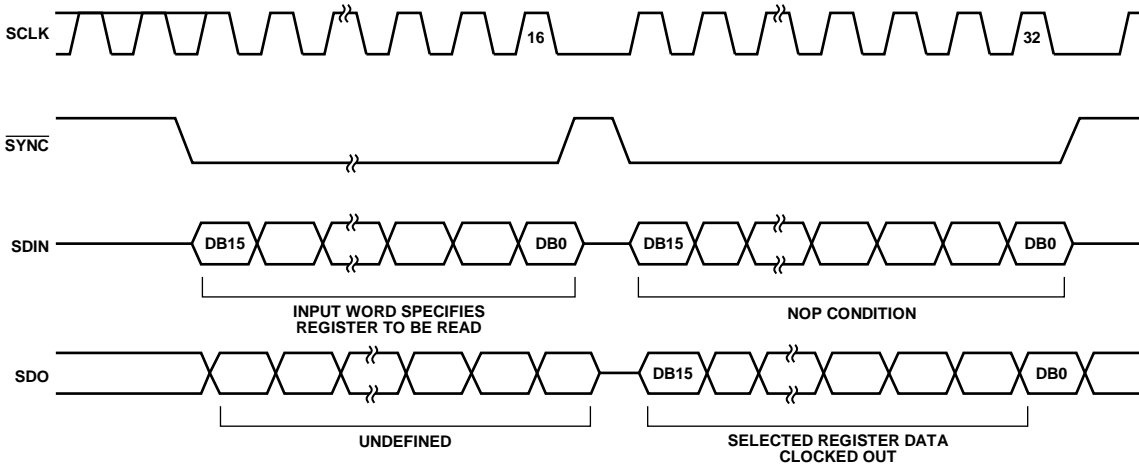 SCLK
16
32
SYNC
SDIN
DB15
DB0
DB15
DB0
INPUT WORD SPECIFIES
REGISTER TO BE READ
NOP CONDITION
SDO
DB15
DB0
UNDEFINED
SELECTED REGISTER DATA
CLOCKED OUT